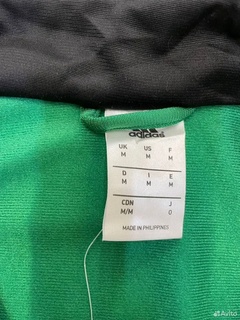 adidas
UK US F
M M M
D I E
M M M
CDN J
M/M O
MADE IN PHILIPPINES
Avito